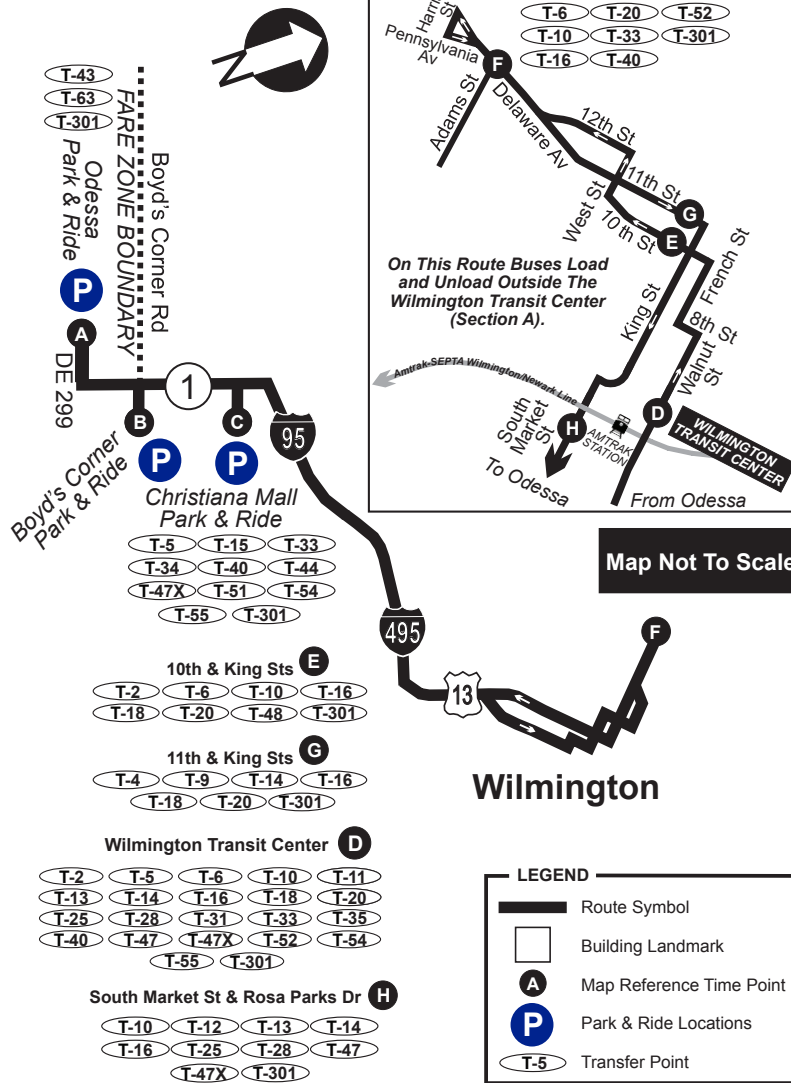 N
T-43
T-63
T-301
Odessa
Park & Ride
P
FARE ZONE BOUNDARY
Boyd's Corner Rd
A
DE 299
1
B
C
P
P
Boyd's Corner
Park & Ride
Christiana Mall
Park & Ride
T-5 T-15 T-33
T-34 T-40 T-44
T-47X T-51 T-54
T-55 T-301
95
495
13
F
Wilmington
T-6 T-20 T-52
T-10 T-33 T-301
T-16 T-40
St
Pennsylvania
Av
F
Adams St
Delaware Av
12th St
11th St
West St
10th St
G
E
French St
King St
8th St
Walnut
St
On This Route Buses Load
and Unload Outside The
Wilmington Transit Center
(Section A).
Amtrak-SEPTA Wilmington/Newark Line
South
Market
St
H
AMTRAK
STATION
D
WILMINGTON
TRANSIT CENTER
To Odessa
From Odessa
Map Not To Scale
10th & King Sts E
T-2 T-6 T-10 T-16
T-18 T-20 T-48 T-301
11th & King Sts G
T-4 T-9 T-14 T-16
T-18 T-20 T-301
Wilmington Transit Center D
T-2 T-5 T-6 T-10 T-11
T-13 T-14 T-16 T-18 T-20
T-25 T-28 T-31 T-33 T-35
T-40 T-47 T-47X T-52 T-54
T-55 T-301
South Market St & Rosa Parks Dr H
T-10 T-12 T-13 T-14
T-16 T-25 T-28 T-47
T-47X T-301
LEGEND
Route Symbol
Building Landmark
A Map Reference Time Point
P Park & Ride Locations
T-5 Transfer Point